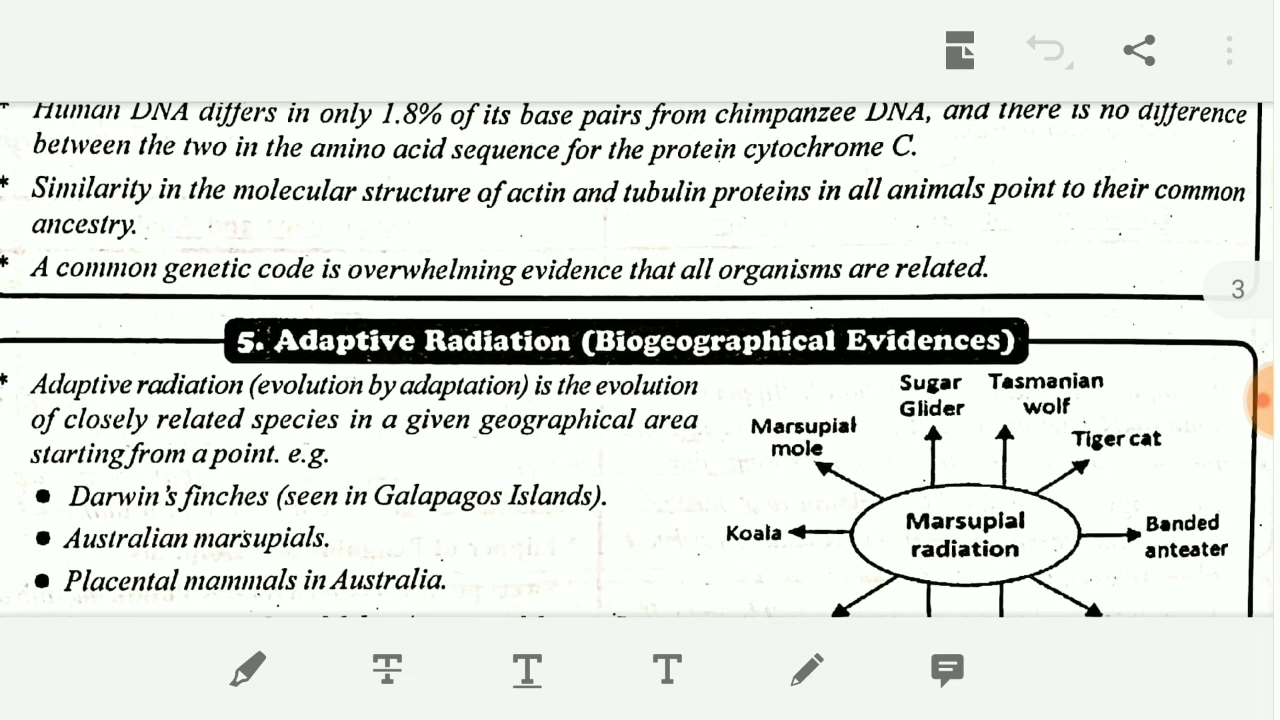 * Human DNA differs in only 1.8% of its base pairs from chimpanzee DNA, and there is no difference
between the two in the amino acid sequence for the protein cytochrome C.
* Similarity in the molecular structure of actin and tubulin proteins in all animals point to their common
ancestry.
* A common genetic code is overwhelming evidence that all organisms are related.
3
5. Adaptive Radiation (Biogeographical Evidences)
* Adaptive radiation (evolution by adaptation) is the evolution
of closely related species in a given geographical area
starting from a point. e.g.
• Darwin's finches (seen in Galapagos Islands).
• Australian marsupials.
• Placental mammals in Australia.
Sugar
Glider
Tasmanian
wolf
Marsupial
mole
Tiger cat
Koala
Marsupial
radiation
Banded
anteater
T
T
T